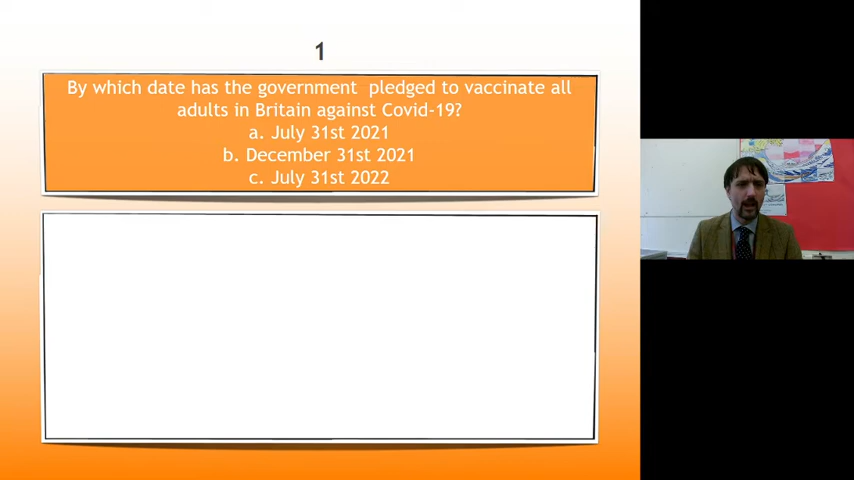 1
By which date has the government pledged to vaccinate all
adults in Britain against Covid-19?
a. July 31st 2021
b. December 31st 2021
c. July 31st 2022